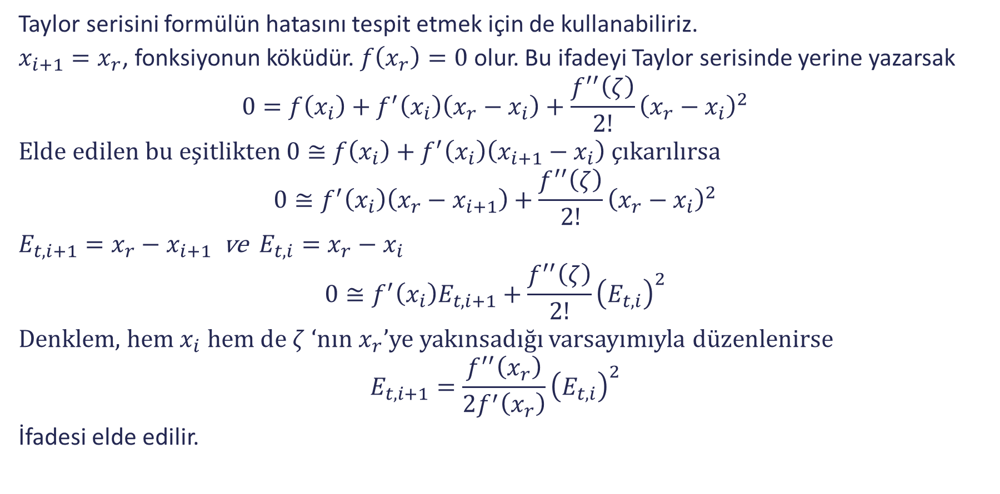 Taylor serisini formülün hatasını tespit etmek için de kullanabiliriz.
$x_{i+1} = x_r$, fonksiyonun köküdür. $f(x_r) = 0$ olur. Bu ifadeyi Taylor serisinde yerine yazarsak
$0 = f(x_i) + f'(x_i)(x_r - x_i) + \frac{f''(\zeta)}{2!}(x_r - x_i)^2$
Elde edilen bu eşitlikten $0 \cong f(x_i) + f'(x_i)(x_{i+1} - x_i)$ çıkarılırsa
$0 \cong f'(x_i)(x_r - x_{i+1}) + \frac{f''(\zeta)}{2!}(x_r - x_i)^2$
$E_{t,i+1} = x_r - x_{i+1}$ ve $E_{t,i} = x_r - x_i$
$0 \cong f'(x_i)E_{t,i+1} + \frac{f''(\zeta)}{2!}(E_{t,i})^2$
Denklem, hem $x_i$ hem de $\zeta$ ‘nın $x_r$’ye yakınsadığı varsayımıyla düzenlenirse
$E_{t,i+1} = \frac{f''(x_r)}{2f'(x_r)}(E_{t,i})^2$
İfadesi elde edilir.